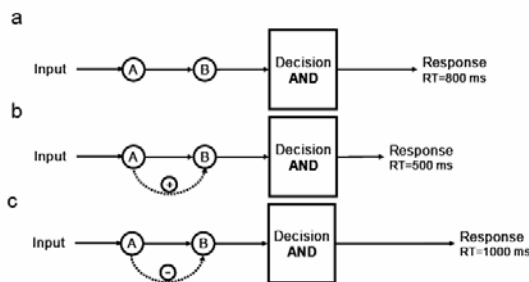 a
Input A B Decision AND Response
RT=800 ms
b
Input A B Decision AND Response
RT=500 ms
+
c
Input A B Decision AND Response
RT=1000 ms
-